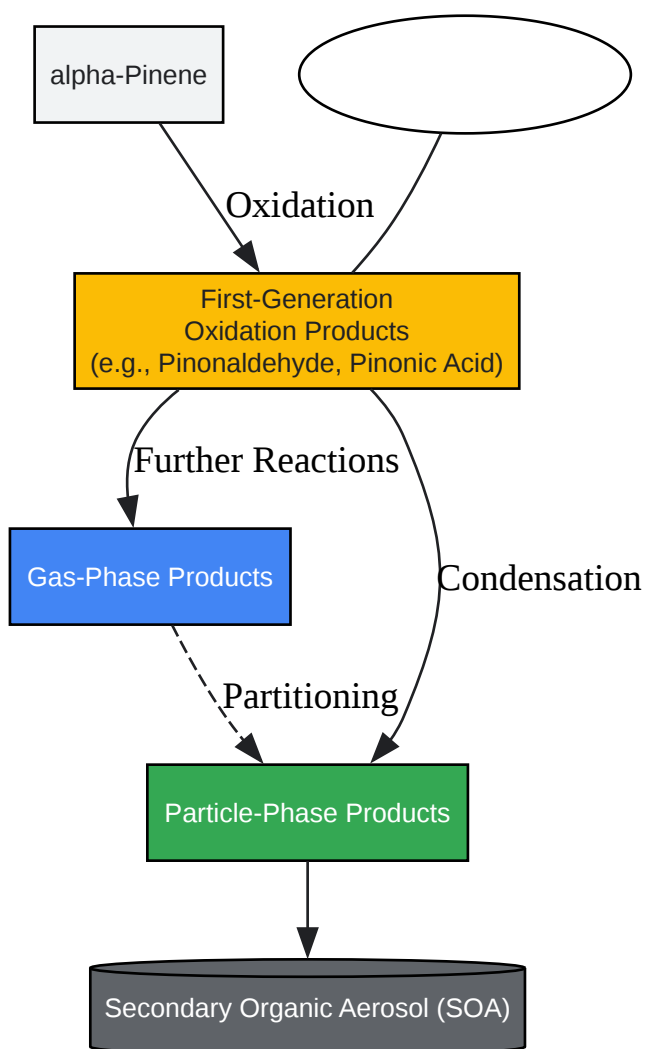 alpha-Pinene
Oxidation
First-Generation
Oxidation Products
(e.g., Pinonaldehyde, Pinonic Acid)
Further Reactions
Gas-Phase Products
Condensation
Partitioning
Particle-Phase Products
Secondary Organic Aerosol (SOA)